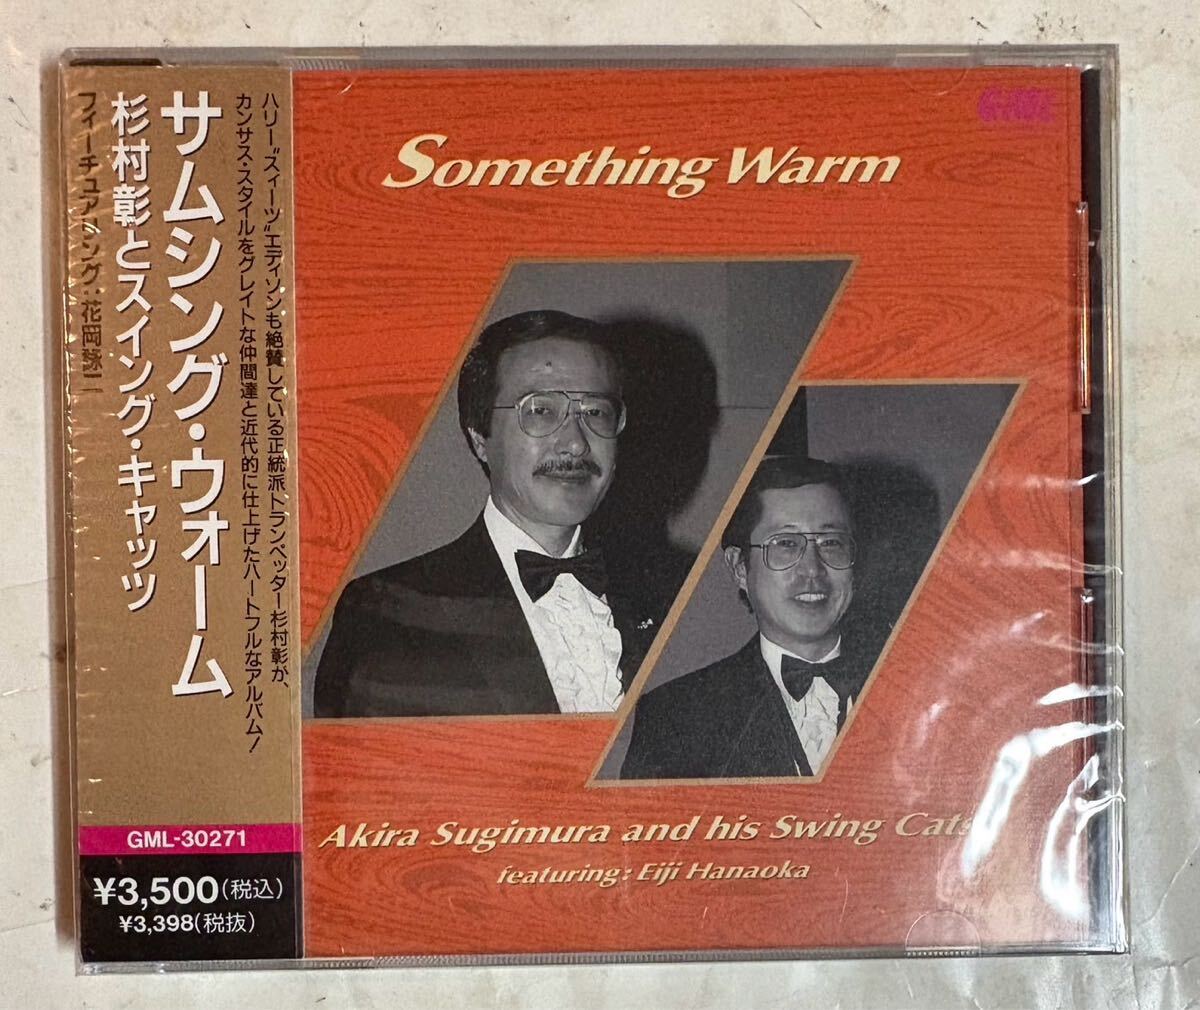 ハリー"スィーツ"エディソンも絶賛している正統派トランペッター杉村彰が、
カンサス・スタイルをグレイトな仲間達と近代的に仕上げたハートフルなアルバム!
サムシング・ウォーム
杉村彰とスイング・キャッツ
フィーチュアリング:花岡詠二
GML-30271
¥3,500(税込)
¥3,398(税抜)
Something Warm
Akira Sugimura and his Swing Cats
featuring: Eiji Hanaoka